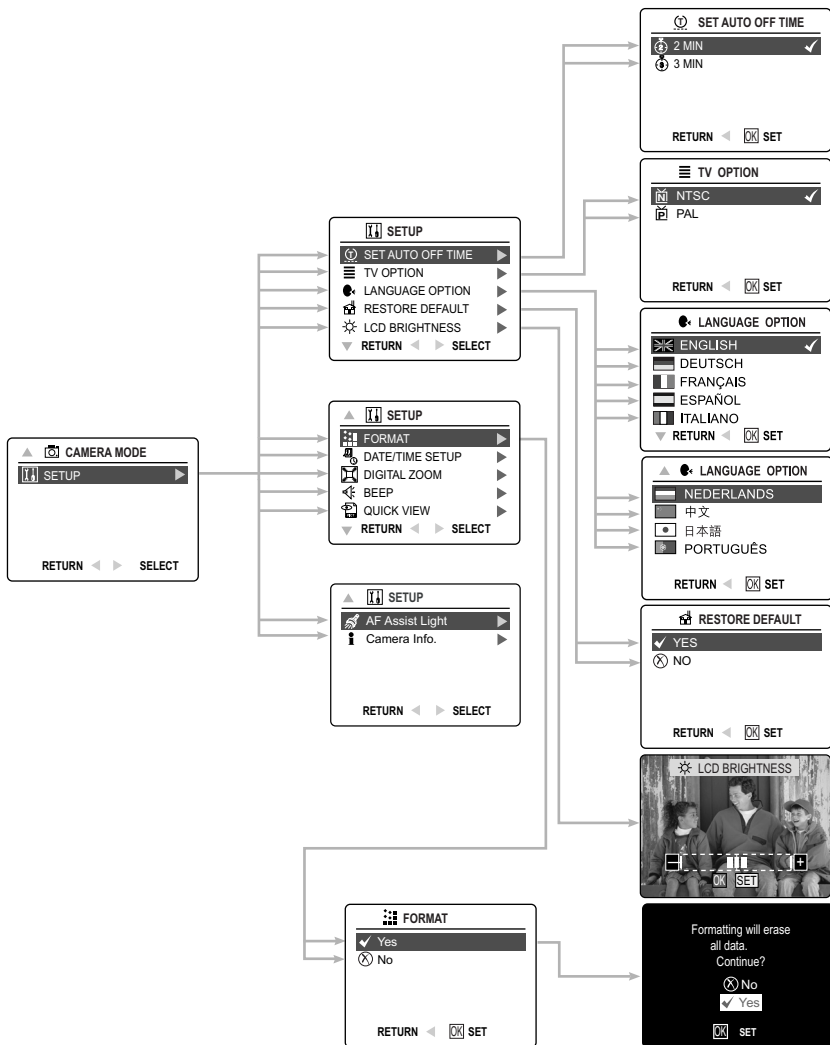 SET AUTO OFF TIME
2 MIN
3 MIN
RETURN OK SET
TV OPTION
NTSC
PAL
RETURN OK SET
SETUP
SET AUTO OFF TIME
TV OPTION
LANGUAGE OPTION
RESTORE DEFAULT
LCD BRIGHTNESS
RETURN SELECT
LANGUAGE OPTION
ENGLISH
DEUTSCH
FRANÇAIS
ESPAÑOL
ITALIANO
RETURN OK SET
SETUP
FORMAT
DATE/TIME SETUP
DIGITAL ZOOM
BEEP
QUICK VIEW
RETURN SELECT
CAMERA MODE
SETUP
RETURN SELECT
LANGUAGE OPTION
NEDERLANDS
中文
日本語
PORTUGUÊS
RETURN OK SET
SETUP
AF Assist Light
Camera Info.
RETURN SELECT
RESTORE DEFAULT
YES
NO
RETURN OK SET
LCD BRIGHTNESS
OK SET
FORMAT
Yes
No
RETURN OK SET
Formatting will erase
all data.
Continue?
No
Yes
OK SET